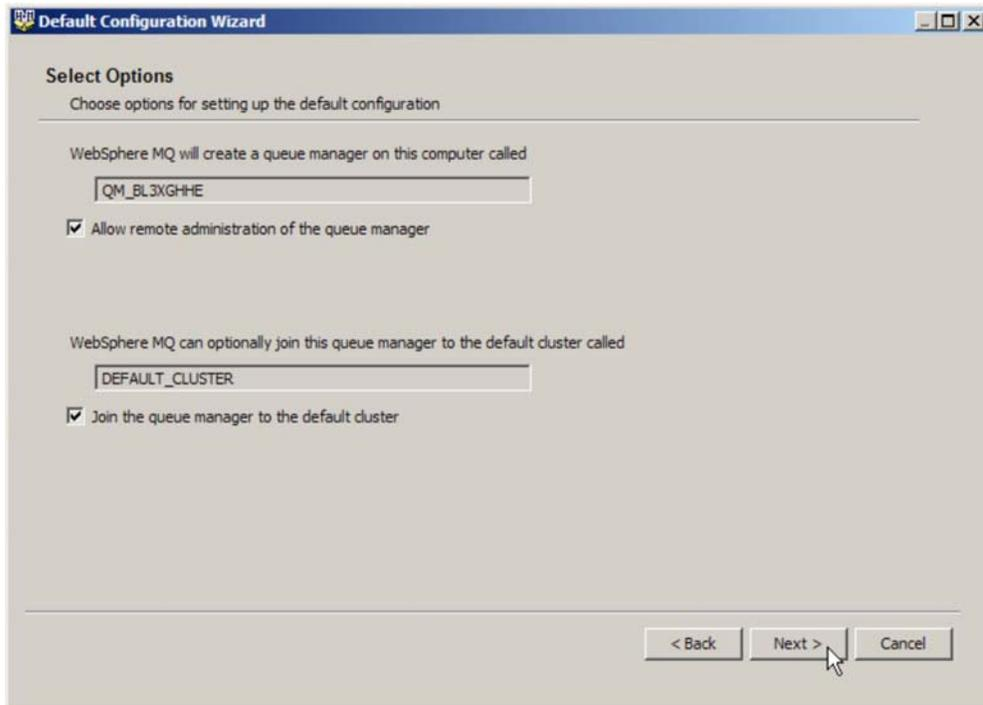 Default Configuration Wizard
Select Options
Choose options for setting up the default configuration
WebSphere MQ will create a queue manager on this computer called
QM_BL3XGHHE
Allow remote administration of the queue manager
WebSphere MQ can optionally join this queue manager to the default cluster called
DEFAULT_CLUSTER
Join the queue manager to the default cluster
< Back Next > Cancel